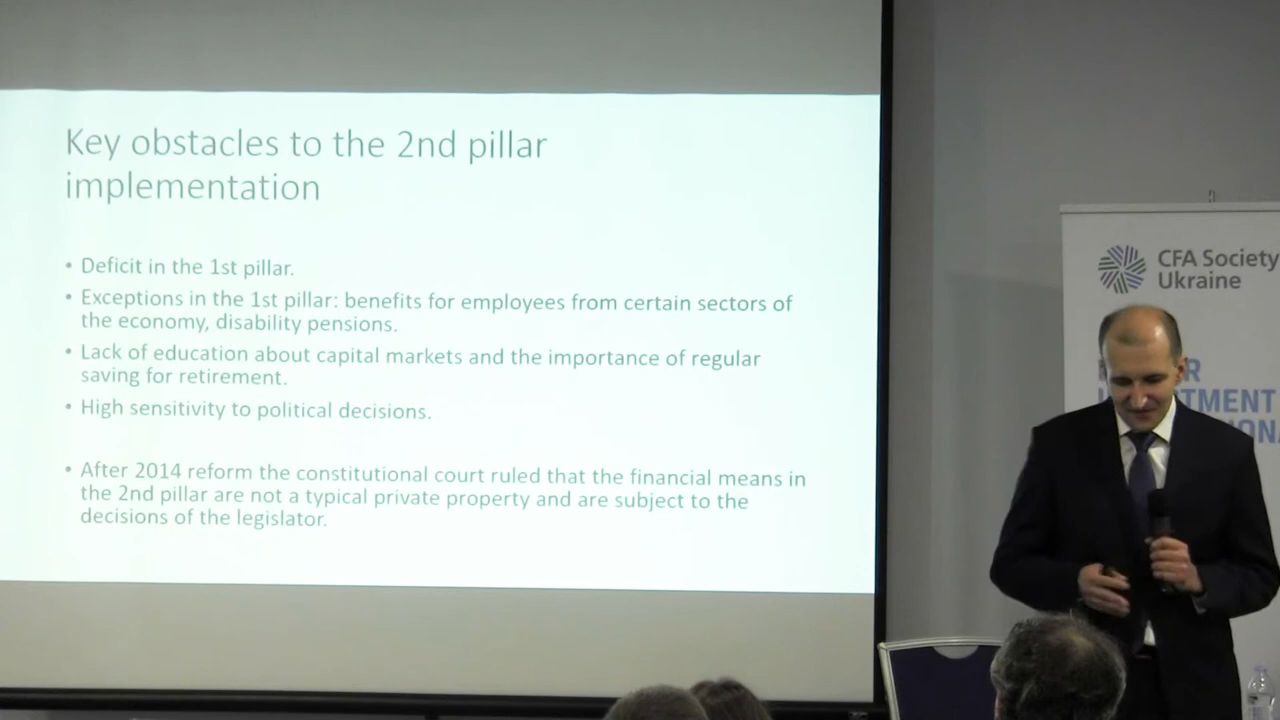 Key obstacles to the 2nd pillar
implementation
• Deficit in the 1st pillar.
• Exceptions in the 1st pillar: benefits for employees from certain sectors of
the economy, disability pensions.
• Lack of education about capital markets and the importance of regular
saving for retirement.
• High sensitivity to political decisions.
• After 2014 reform the constitutional court ruled that the financial means in
the 2nd pillar are not a typical private property and are subject to the
decisions of the legislator.
CFA Society
Ukraine